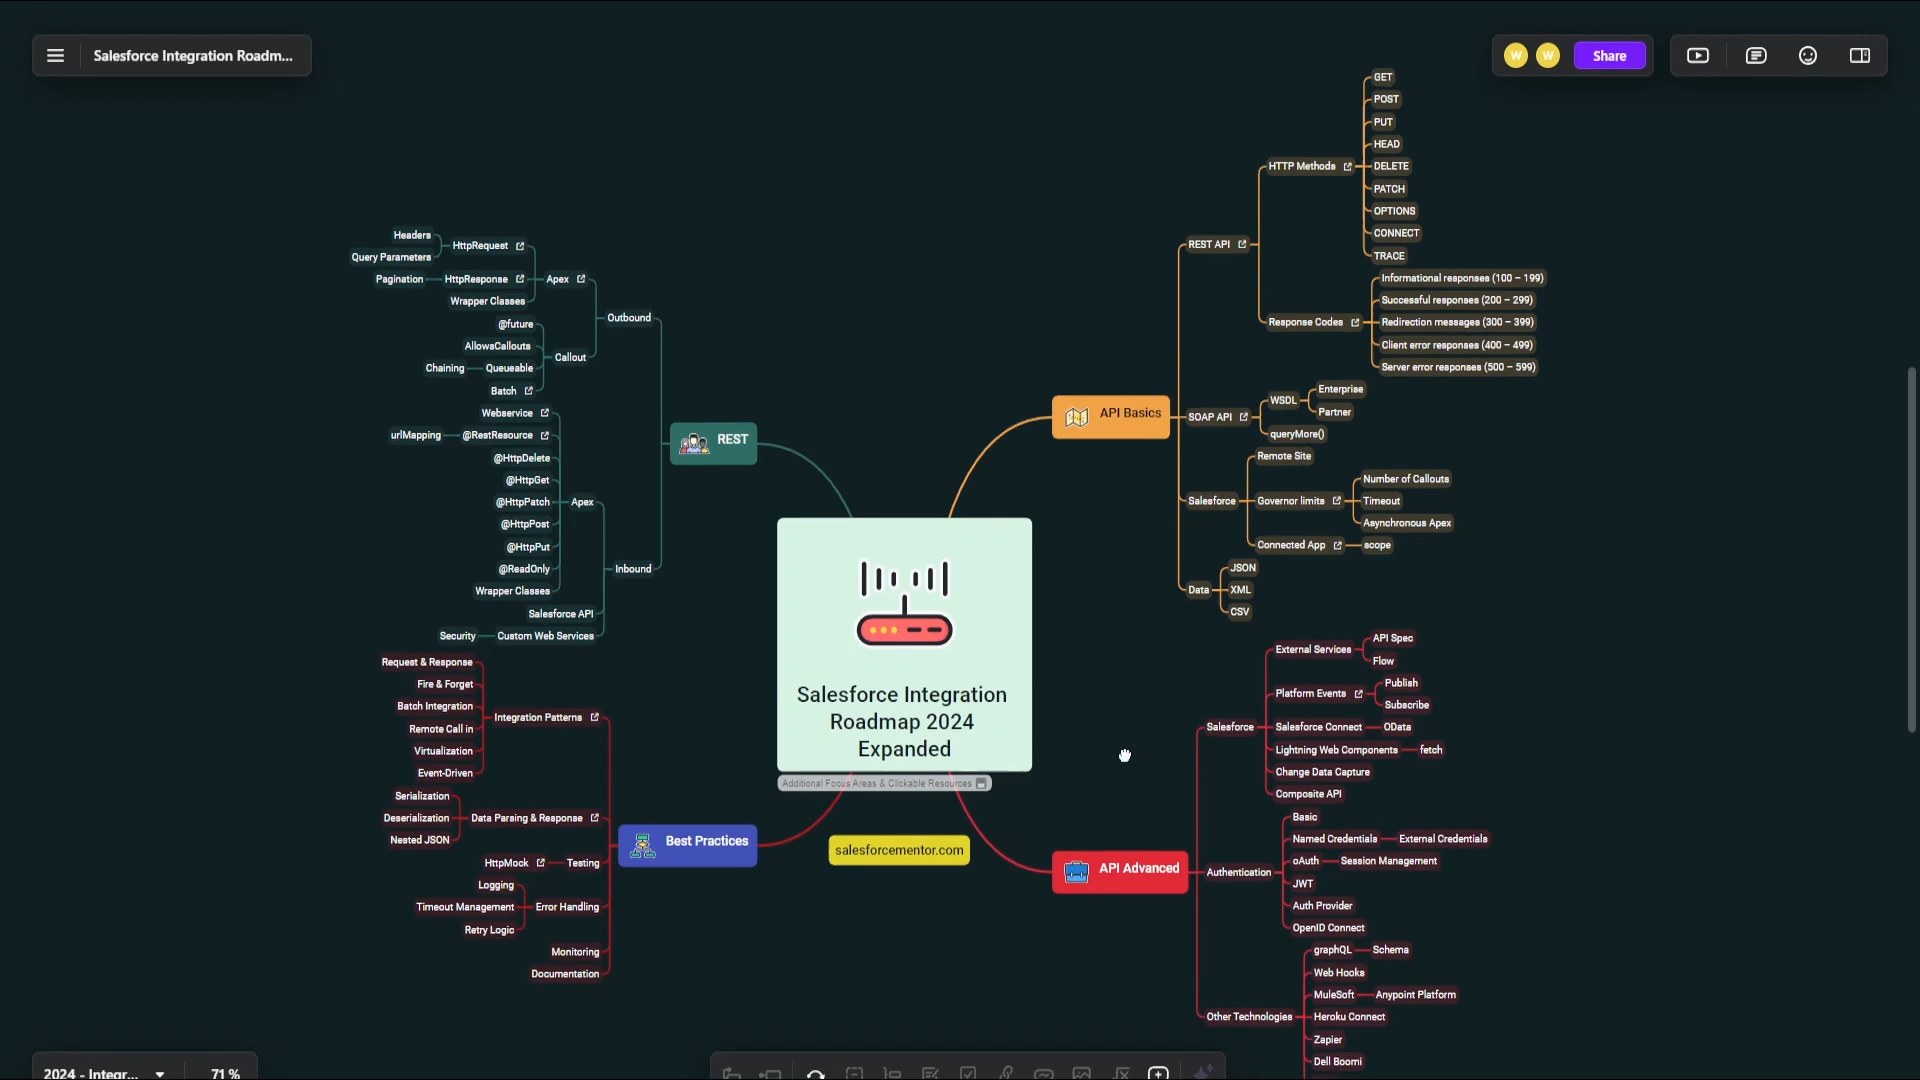 Salesforce Integration Roadm...
W
W
Share
GET
POST
PUT
HEAD
HTTP Methods
DELETE
PATCH
OPTIONS
CONNECT
TRACE
REST API
Informational responses (100 – 199)
Successful responses (200 – 299)
Response Codes
Redirection messages (300 – 399)
Client error responses (400 – 499)
Server error responses (500 – 599)
API Basics
SOAP API
WSDL
Enterprise
Partner
queryMore()
Salesforce
Remote Site
Governor limits
Number of Callouts
Timeout
Asynchronous Apex
Connected App
scope
Data
JSON
XML
CSV
REST
Outbound
Apex
HttpRequest
Headers
Query Parameters
HttpResponse
Pagination
Wrapper Classes
Callout
@future
AllowsCallouts
Queueable
Chaining
Batch
Inbound
Apex
Webservice
@RestResource
urlMapping
@HttpDelete
@HttpGet
@HttpPatch
@HttpPost
@HttpPut
@ReadOnly
Wrapper Classes
Salesforce API
Custom Web Services
Security
Salesforce Integration
Roadmap 2024
Expanded
Additional Focus Areas & Clickable Resources
salesforcementor.com
Best Practices
Integration Patterns
Request & Response
Fire & Forget
Batch Integration
Remote Call in
Virtualization
Event-Driven
Data Parsing & Response
Serialization
Deserialization
Nested JSON
Testing
HttpMock
Error Handling
Logging
Timeout Management
Retry Logic
Monitoring
Documentation
API Advanced
Salesforce
External Services
API Spec
Flow
Platform Events
Publish
Subscribe
Salesforce Connect
OData
Lightning Web Components
fetch
Change Data Capture
Composite API
Authentication
Basic
Named Credentials
External Credentials
oAuth
Session Management
JWT
Auth Provider
OpenID Connect
Other Technologies
graphQL
Schema
Web Hooks
MuleSoft
Anypoint Platform
Heroku Connect
Zapier
Dell Boomi
2024 - Integr...
71 %